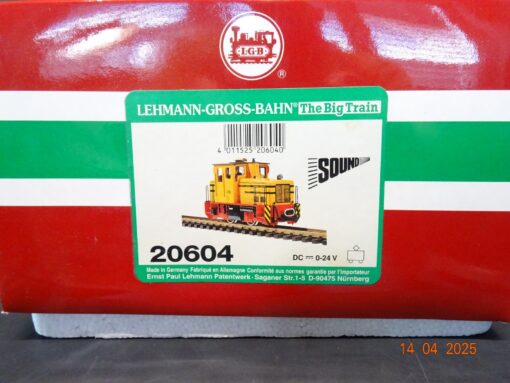 LGB
®
LEHMANN-GROSS-BAHN® The Big Train
4 011525 206040
SOUND
20604
DC 0-24 V
Made in Germany Fabriqué en Allemagne Conformité aux normes garantie par l'importateur
Ernst Paul Lehmann Patentwerk - Saganer Str.1-5 D-90475 Nürnberg
14 04 2025